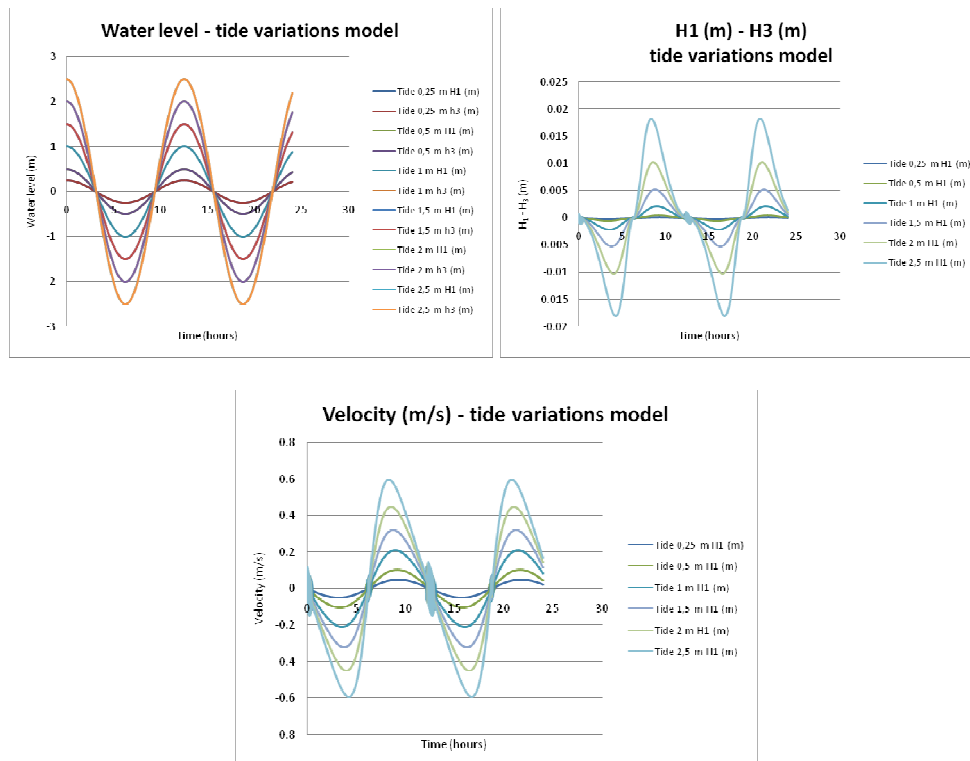 Water level - tide variations model
3
2
1
0
-1
2
-3
0
10
20
30
Water level (m)
Time (hours)
Tide 0,25 m H1 (m)
Tide 0,25 m h3 (m)
Tide 0,5 m H1 (m)
Tide 0,5 m h3 (m)
Tide 1 m H1 (m)
Tide 1 m h3 (m)
Tide 1,5 m H1 (m)
Tide 1,5 m h3 (m)
Tide 2 m H1 (m)
Tide 2 m h3 (m)
Tide 2,5 m H1 (m)
Tide 2,5 m h3 (m)
H1 (m) - H3 (m)
tide variations model
0.025
0.02
0.015
0.01
0.005
0
0.005
-0.01
0.015
-0.02
0 5 10 15 20 25 30
H1 - H3 (m)
Time (hours)
Tide 0,25 m H1 (m)
Tide 0,5 m H1 (m)
Tide 1 m H1 (m)
Tide 1,5 m H1 (m)
Tide 2 m H1 (m)
Tide 2,5 m H1 (m)
Velocity (m/s) - tide variations model
0.8
0.6
0.4
0.2
0
-0.2
0.4
-0.6
0.8
0 5 10 15 20 25 30
Velocity (m/s)
Time (hours)
Tide 0,25 m H1 (m)
Tide 0,5 m H1 (m)
Tide 1 m H1 (m)
Tide 1,5 m H1 (m)
Tide 2 m H1 (m)
Tide 2,5 m H1 (m)